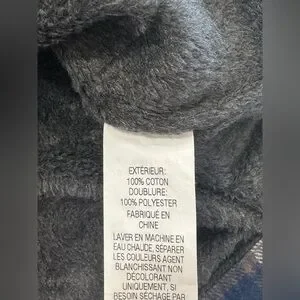 EXTÉRIEUR:
100% COTON
DOUBLURE:
100% POLYESTER
FABRIQUÉ EN
CHINE
LAVER EN MACHINE EN
EAU CHAUDE, SÉPARER
LES COULEURS AGENT
BLANCHISSANT NON
DÉCOLORANT
UNIQUEMENT, SI
BESOIN SÉCHAGE PAR